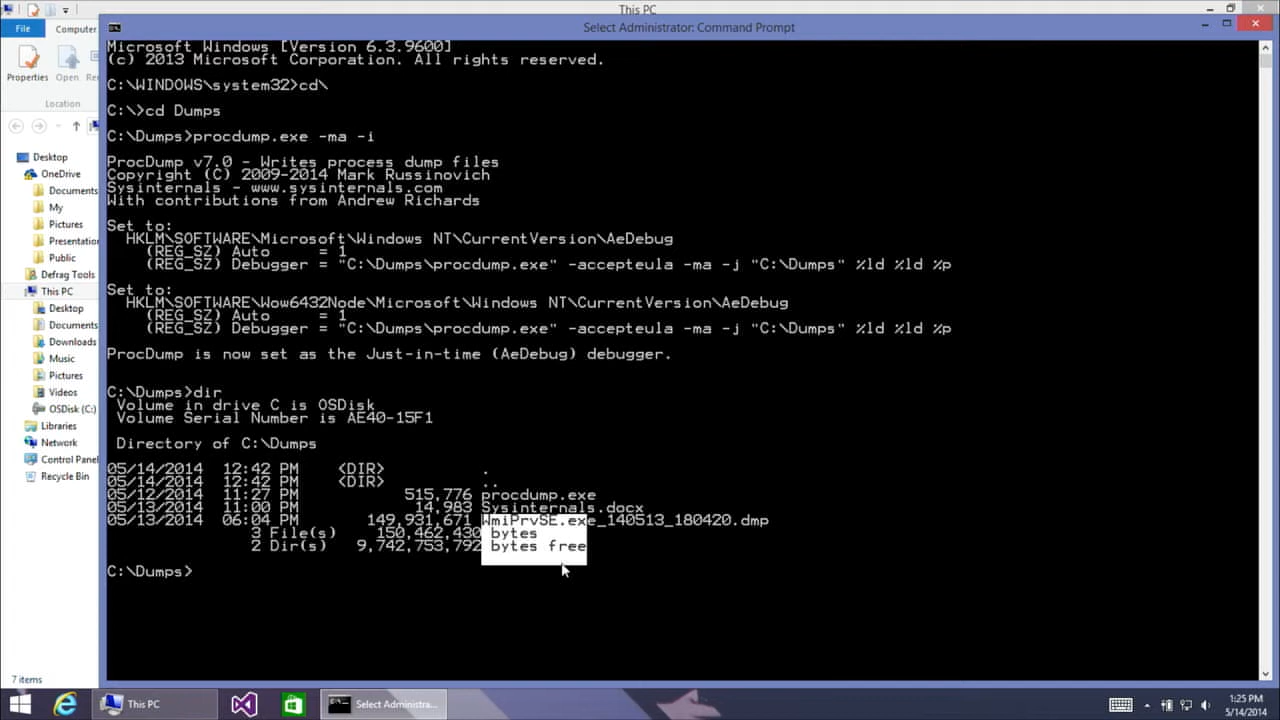 This PC
Select Administrator: Command Prompt
File
Computer
Properties
Open
Location
Microsoft Windows [Version 6.3.9600]
(c) 2013 Microsoft Corporation. All rights reserved.
C:\WINDOWS\system32>cd\
C:\>cd Dumps
C:\Dumps>procdump.exe -ma -i
ProcDump v7.0 - Writes process dump files
Copyright (C) 2009-2014 Mark Russinovich
Sysinternals - www.sysinternals.com
With contributions from Andrew Richards
Set to:
HKLM\SOFTWARE\Microsoft\Windows NT\CurrentVersion\AeDebug
(REG_SZ) Auto = 1
(REG_SZ) Debugger = "C:\Dumps\procdump.exe" -accepteula -ma -j "C:\Dumps" %ld %ld %p
Set to:
HKLM\SOFTWARE\Wow6432Node\Microsoft\Windows NT\CurrentVersion\AeDebug
(REG_SZ) Auto = 1
(REG_SZ) Debugger = "C:\Dumps\procdump.exe" -accepteula -ma -j "C:\Dumps" %ld %ld %p
ProcDump is now set as the Just-in-time (AeDebug) debugger.
C:\Dumps>dir
Volume in drive C is OSDisk
Volume Serial Number is AE40-15F1
Directory of C:\Dumps
05/14/2014 12:42 PM <DIR> .
05/14/2014 12:42 PM <DIR> ..
05/12/2014 11:27 PM 515,776 procdump.exe
05/13/2014 11:00 PM 14,983 Sysinternals.docx
05/13/2014 06:04 PM 149,931,671 WmiPrvSE.exe_140513_180420.dmp
3 File(s) 150,462,430 bytes
2 Dir(s) 9,742,753,792 bytes free
C:\Dumps>
Desktop
OneDrive
Documents
My
Pictures
Presentatio
Public
Defrag Tools
This PC
Desktop
Documents
Downloads
Music
Pictures
Videos
OSDisk (C:)
Libraries
Network
Control Panel
Recycle Bin
7 items
This PC
Select Administra...
1:25 PM
5/14/2014